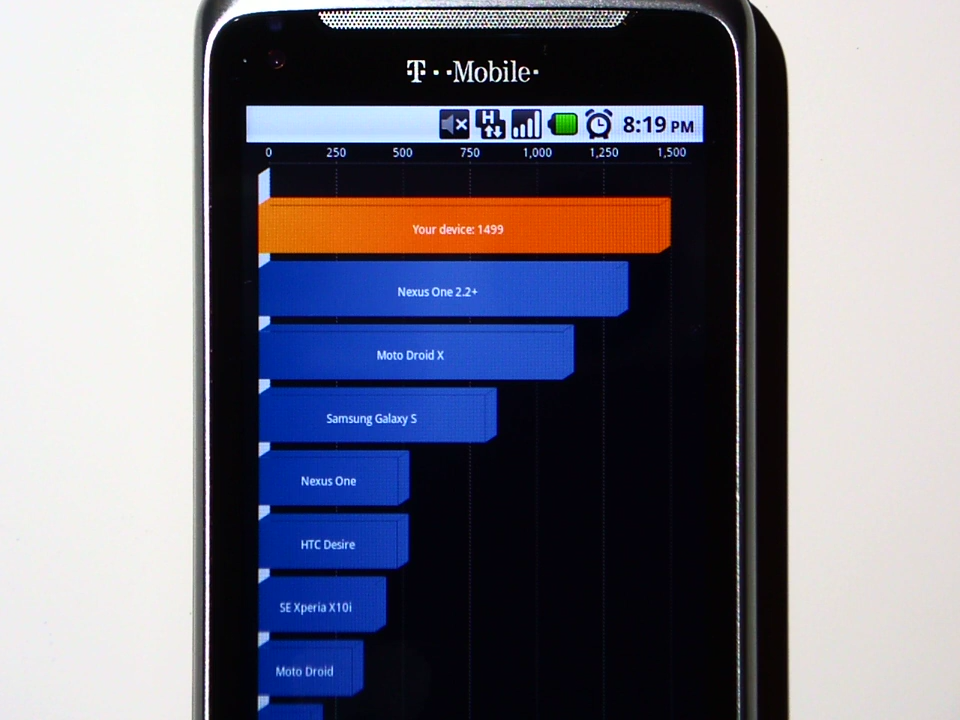 T··Mobile·
H
8:19 PM
0 250 500 750 1,000 1,250 1,500
Your device: 1499
Nexus One 2.2+
Moto Droid X
Samsung Galaxy S
Nexus One
HTC Desire
SE Xperia X10i
Moto Droid